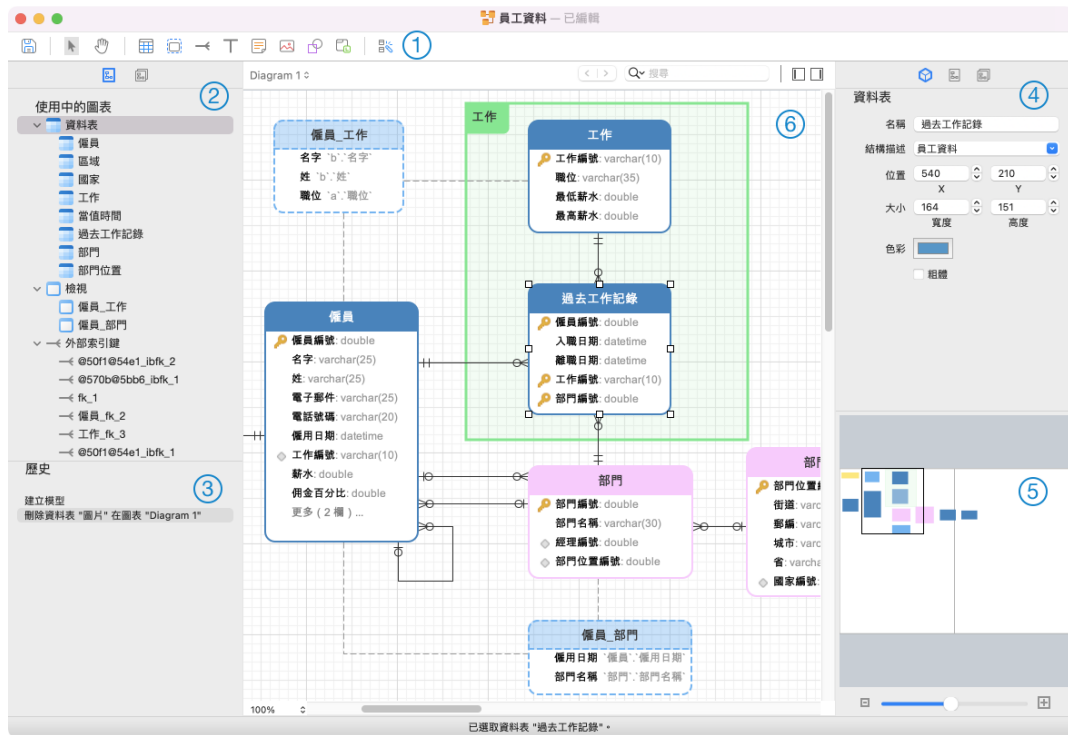 員工資料 — 已編輯
1
2
使用中的圖表
資料表
僱員
區域
國家
工作
當值時間
過去工作記錄
部門
部門位置
檢視
僱員_工作
僱員_部門
外部索引鍵
@50f1@54e1_ibfk_2
@570b@5bb6_ibfk_1
fk_1
僱員_fk_2
工作_fk_3
@50f1@54e1_ibfk_1
歷史
3
建立模型
刪除資料表 "圖片" 在圖表 "Diagram 1"
Diagram 1
搜尋
6
工作
僱員_工作
名字 `b`.`名字`
姓 `b`.`姓`
職位 `a`.`職位`
工作
工作編號: varchar(10)
職位: varchar(35)
最低薪水: double
最高薪水: double
過去工作記錄
僱員編號: double
入職日期: datetime
離職日期: datetime
工作編號: varchar(10)
部門編號: double
僱員
僱員編號: double
名字: varchar(25)
姓: varchar(25)
電子郵件: varchar(25)
電話號碼: varchar(20)
僱用日期: datetime
工作編號: varchar(10)
薪水: double
佣金百分比: double
更多 ( 2 欄 ) ...
部門
部門編號: double
部門名稱: varchar(30)
經理編號: double
部門位置編號: double
部門位置
街道: varc
郵編: varc
城市: varc
省: varcha
國家編號:
僱員_部門
僱用日期 `僱員`.`僱用日期`
部門名稱 `部門`.`部門名稱`
100%
資料表
4
名稱 過去工作記錄
結構描述 員工資料
位置 540 210
X Y
大小 164 151
寬度 高度
色彩
粗體
5
已選取資料表 "過去工作記錄"。